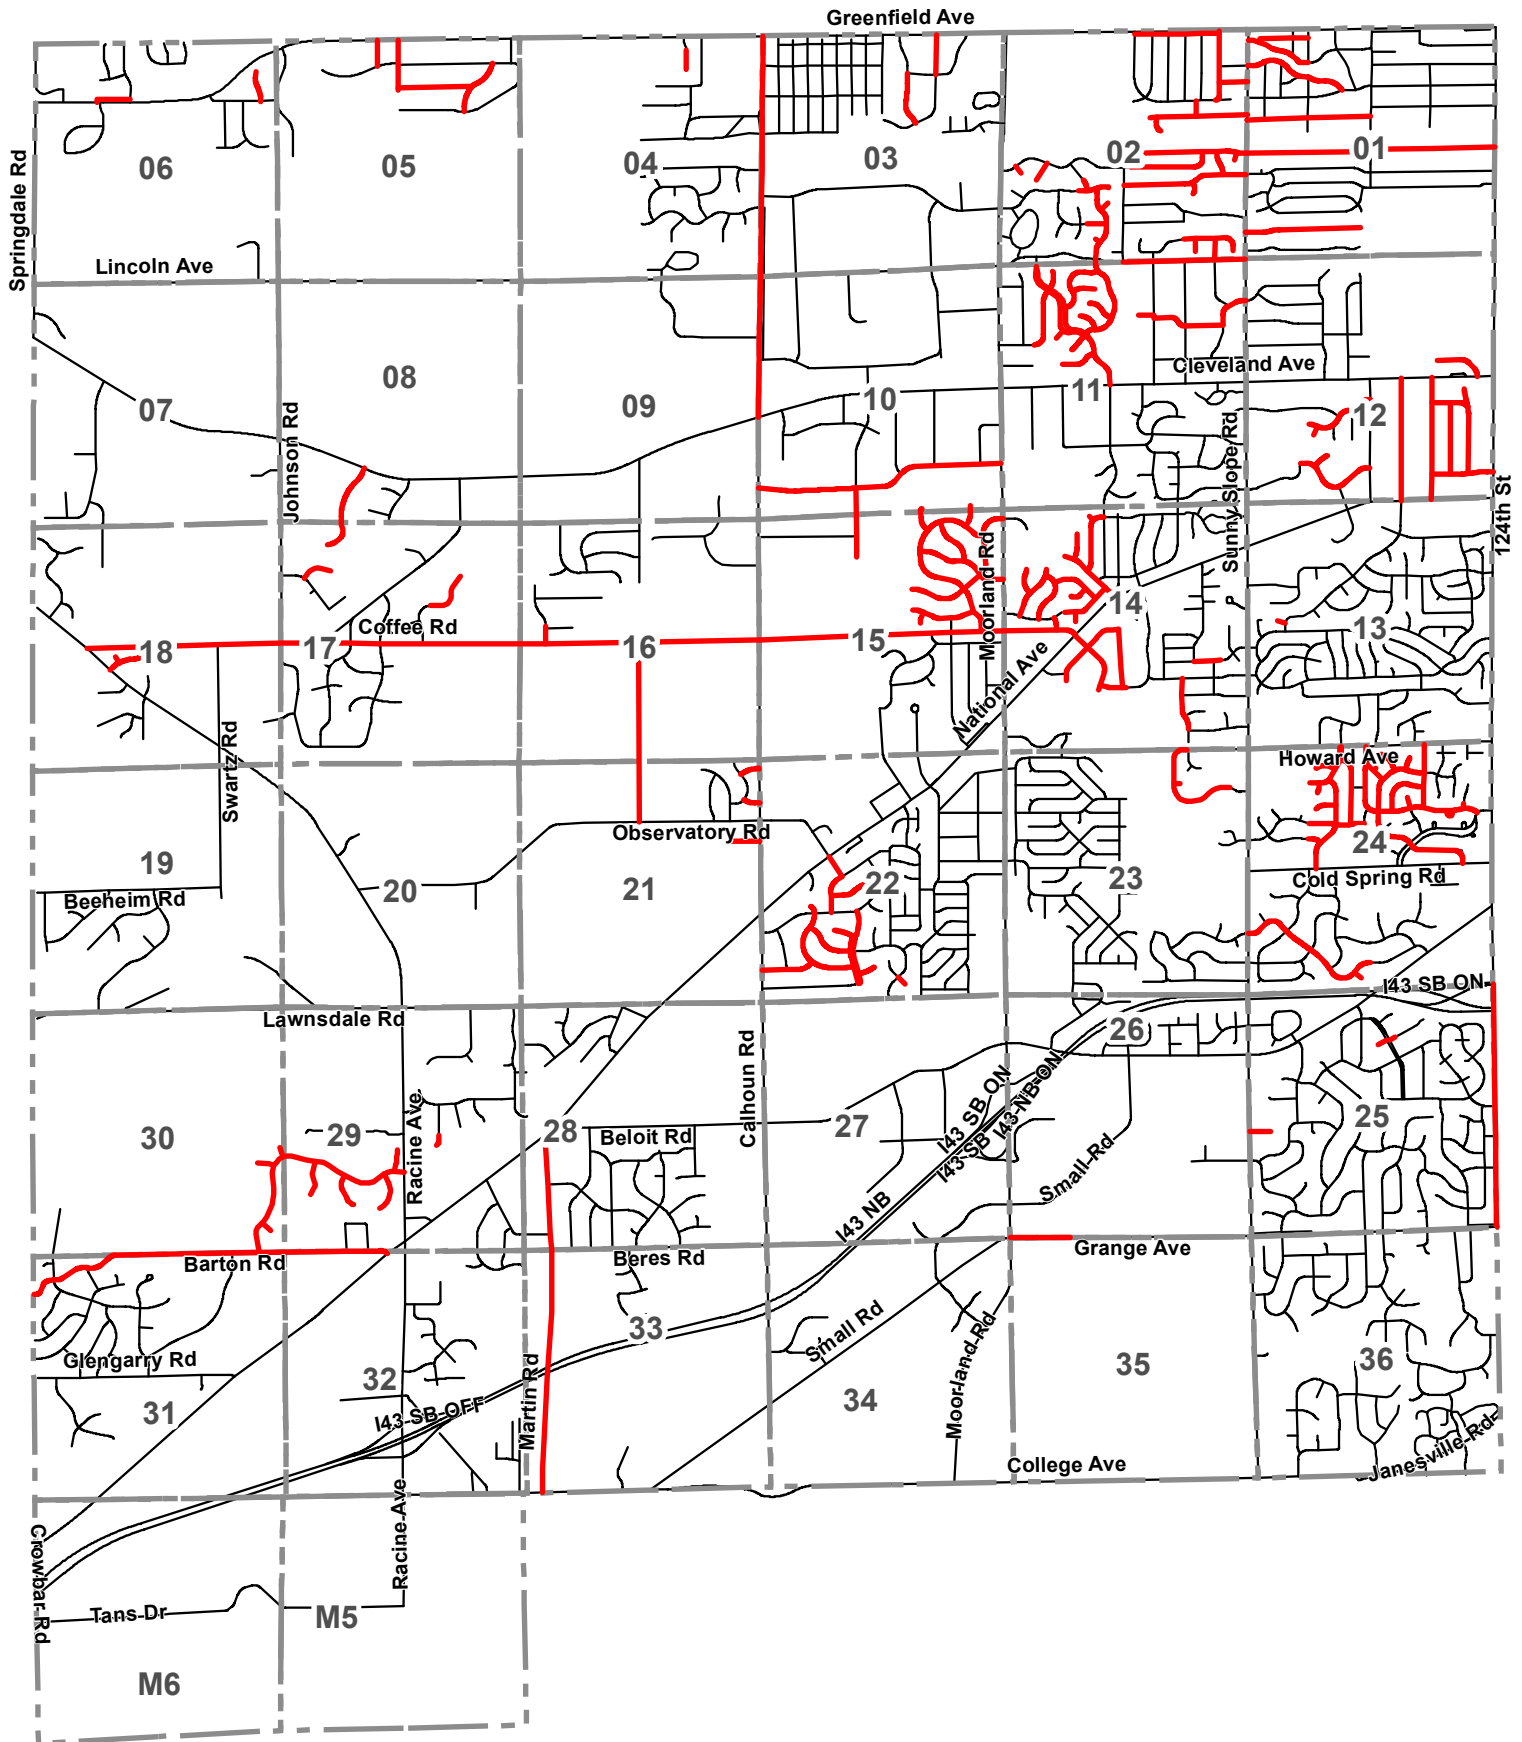 Greenfield Ave
06
05
04
03
02
01
Springdale Rd
Lincoln Ave
Cleveland Ave
07
08
09
10
11
12
Johnson Rd
Sunny Slope Rd
124th St
Moorland Rd
Coffee Rd
18
17
16
15
14
13
National Ave
Swartz Rd
Howard Ave
Observatory Rd
19
20
21
22
23
24
Beeheim Rd
Cold Spring Rd
I43 SB ON
Lawnsdale Rd
Calhoun Rd
26
I43 SB ON
I43-NB-ON
Racine Ave
30
29
28
Beloit Rd
27
25
I43 SB
Small-Rd
I43 NB
Barton Rd
Beres Rd
Grange Ave
33
Small Rd
Moorland-Rd
Glengarry Rd
32
Martin Rd
31
I43-SB-OFF
34
35
36
College Ave
Janesville-Rd
Racine-Ave
Crowbar-Rd
Tans-Dr
M5
M6